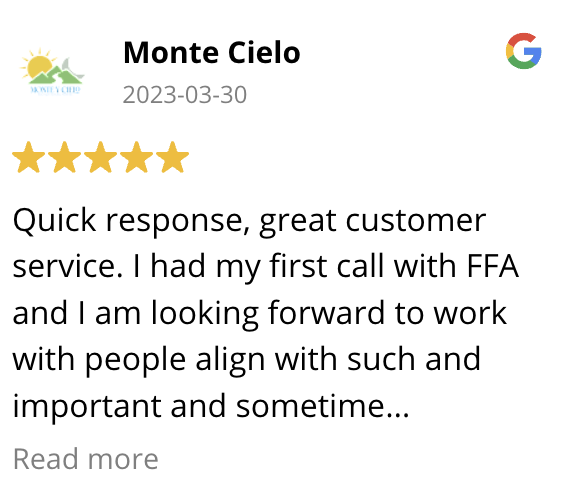 Monte Cielo
2023-03-30
MONTE Y CIELO
Quick response, great customer
service. I had my first call with FFA
and I am looking forward to work
with people align with such and
important and sometime...
Read more